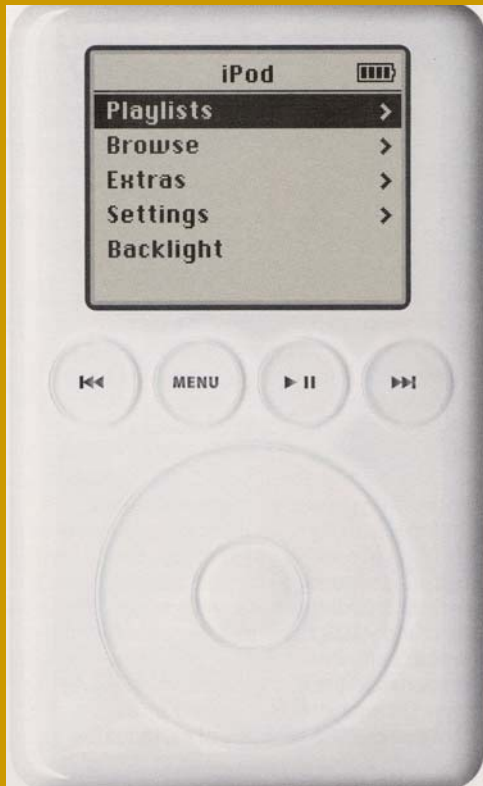 iPod
Playlists >
Browse >
Extras >
Settings >
Backlight
MENU